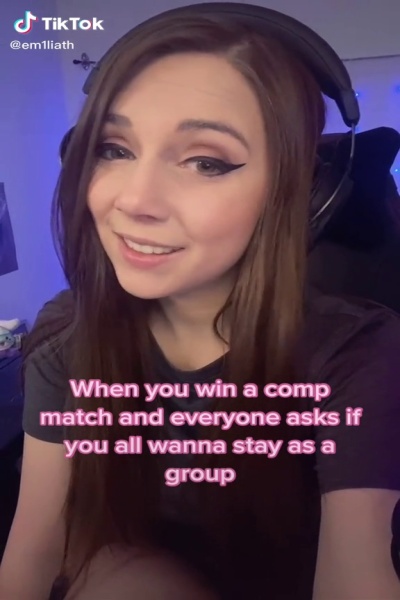 TikTok
@em1liath
When you win a comp
match and everyone asks if
you all wanna stay as a
group